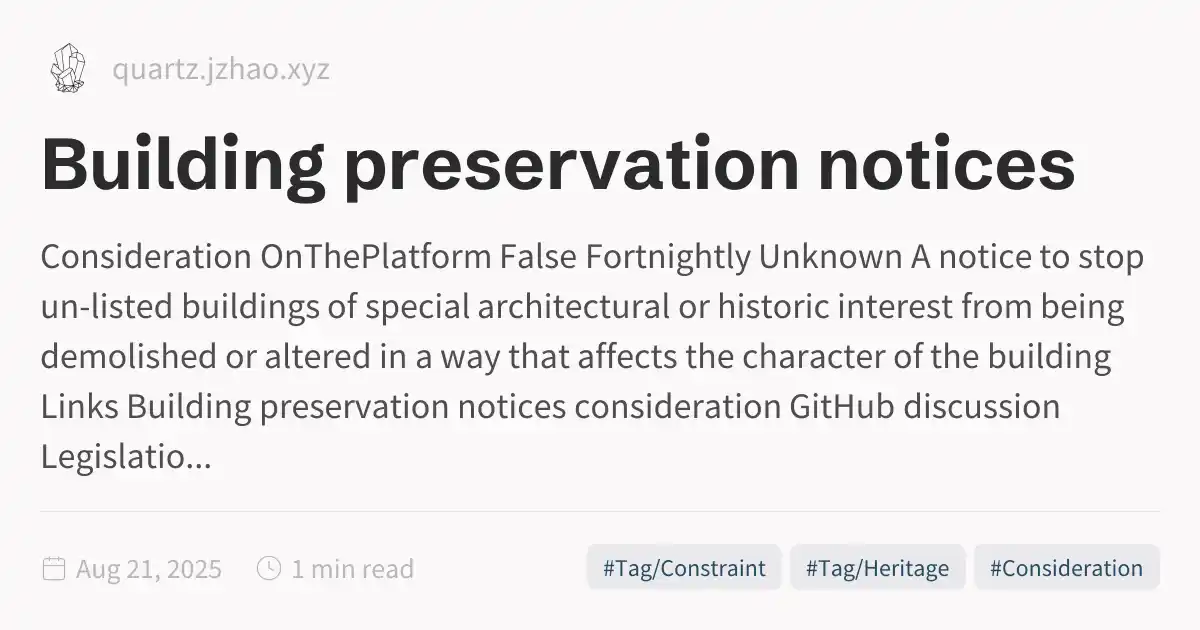 quartz.jzhao.xyz
Building preservation notices
Consideration OnThePlatform False Fortnightly Unknown A notice to stop
un-listed buildings of special architectural or historic interest from being
demolished or altered in a way that affects the character of the building
Links Building preservation notices consideration GitHub discussion
Legislatio...
Aug 21, 2025 1 min read #Tag/Constraint #Tag/Heritage #Consideration